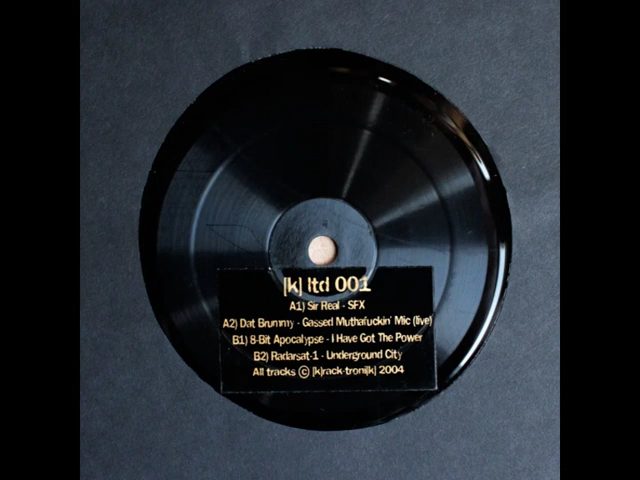 [k] ltd 001
A1) Sir Real - SFX
A2) Dat Brummy - Gassed Muthafuckin' Mic (live)
B1) 8-Bit Apocalypse - I Have Got The Power
B2) Radarsat-1 - Underground City
All tracks © [k]rack-troni[k] 2004